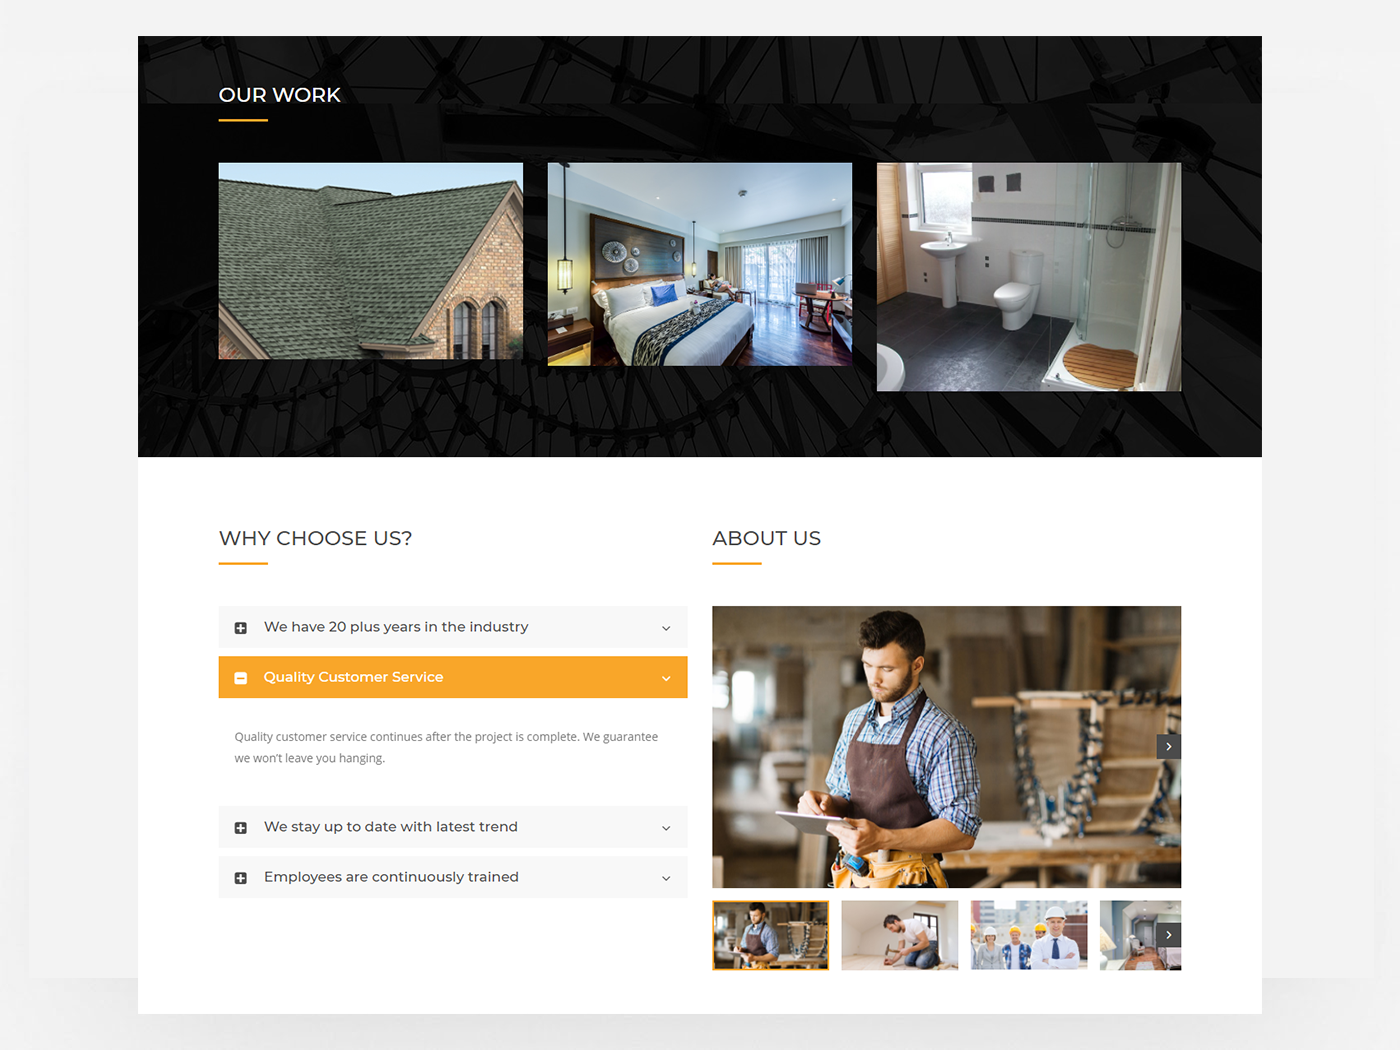 OUR WORK
WHY CHOOSE US?
We have 20 plus years in the industry
Quality Customer Service
Quality customer service continues after the project is complete. We guarantee
we won't leave you hanging.
We stay up to date with latest trend
Employees are continuously trained
ABOUT US